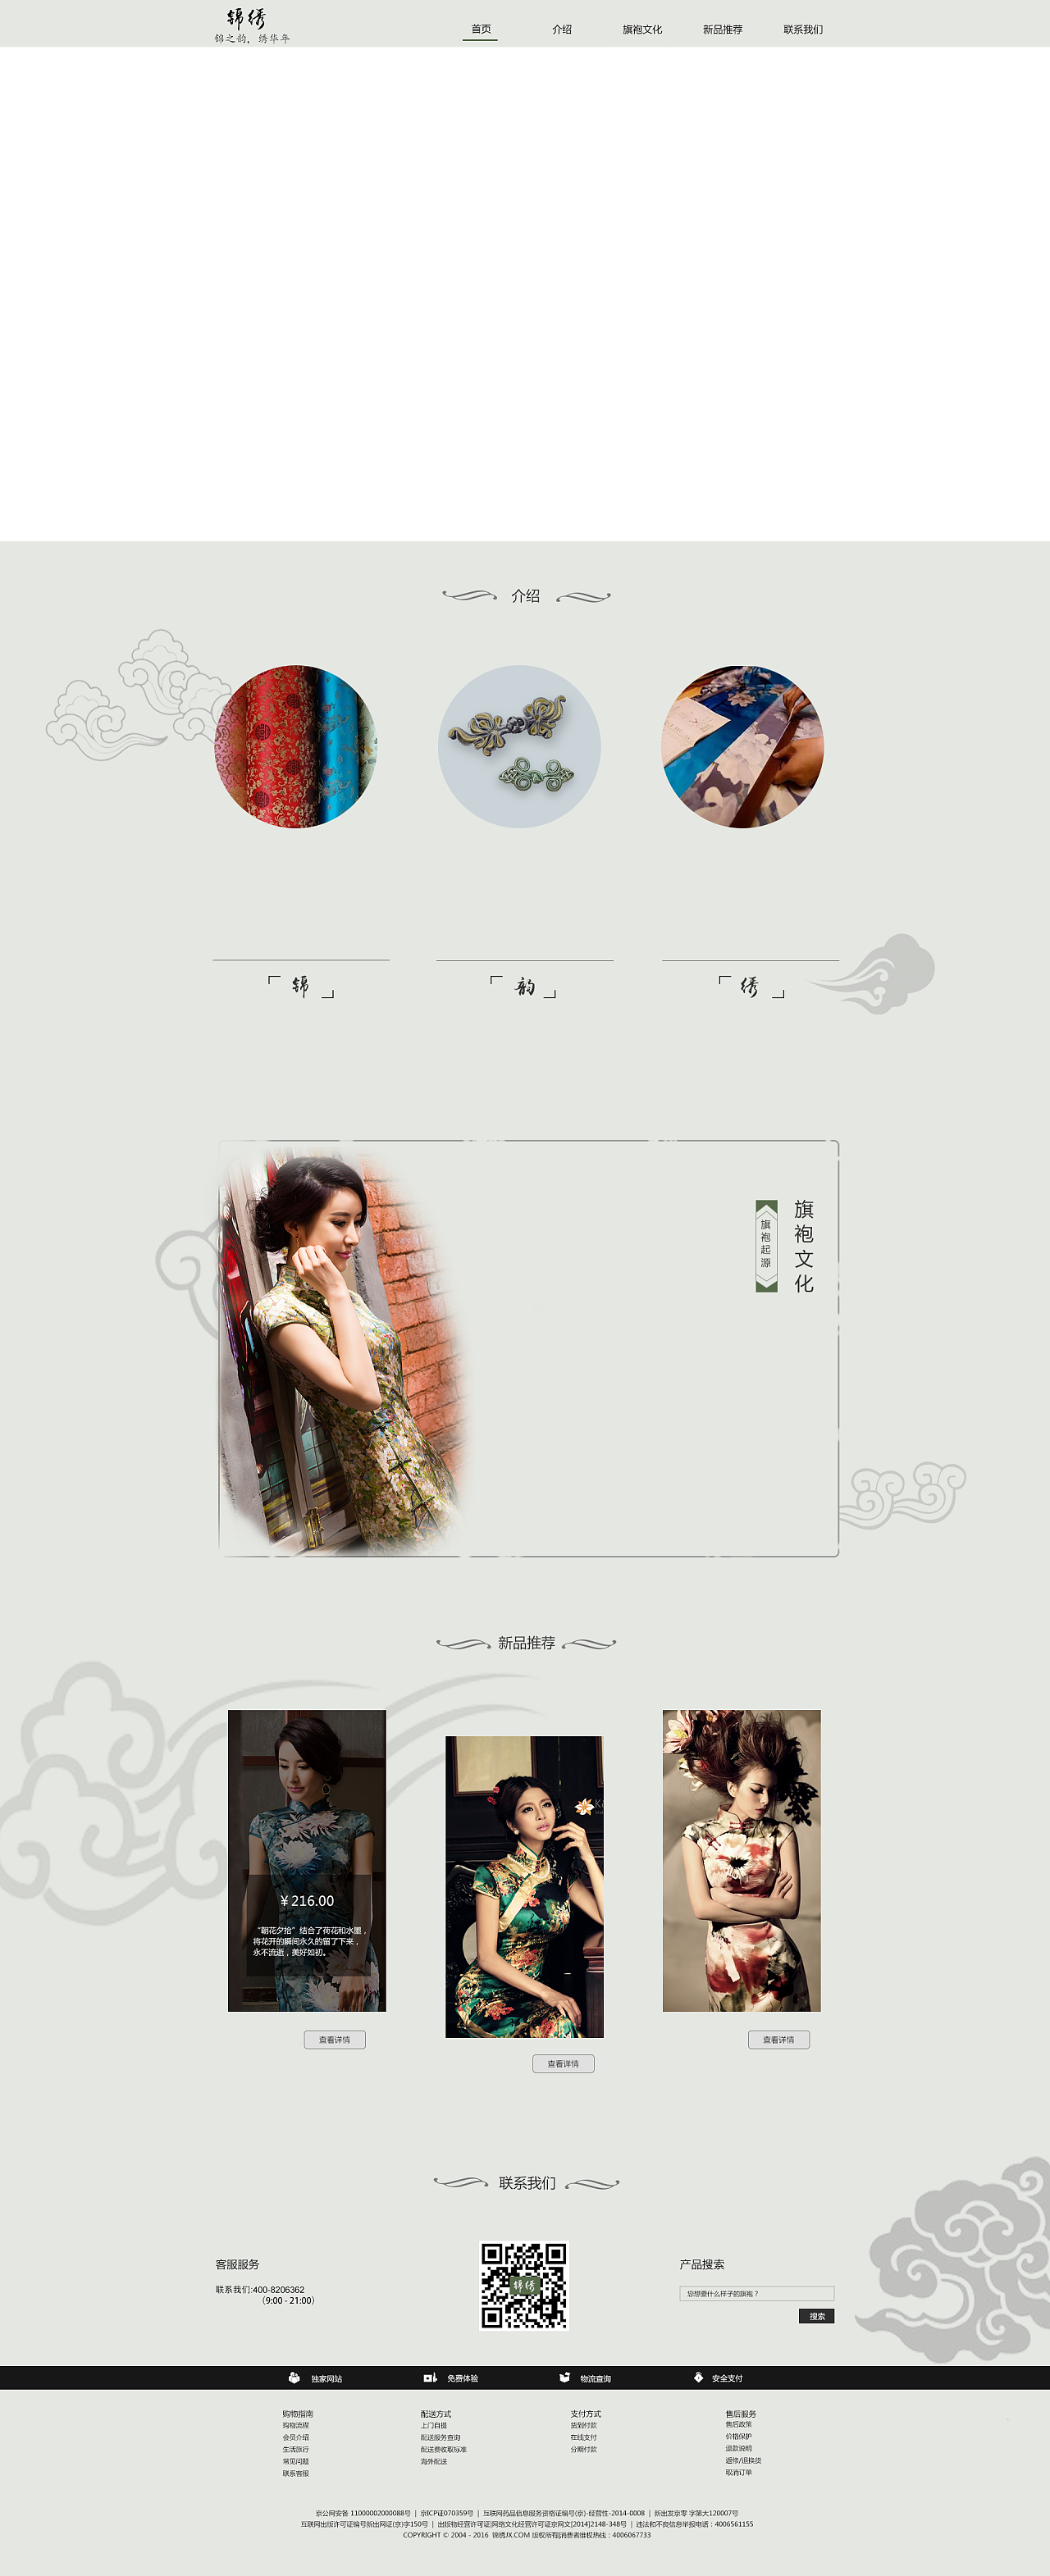 锦绣
锦之韵，绣华年
首页 介绍 旗袍文化 新品推荐 联系我们
介绍
锦 韵 绣
旗袍文化
旗袍起源
新品推荐
¥216.00
“朝花夕拾”结合了荷花和水墨，
将花开的瞬间永久的留了下来，
永不流逝，美好如初。
查看详情
查看详情
查看详情
联系我们
客服服务
联系我们:400-8206362
（9:00 - 21:00）
锦绣
产品搜索
您想要什么样子的旗袍？
搜索
独家网站 免费体验 物流查询 安全支付
购物指南 配送方式 支付方式 售后服务
购物流程 上门自提 货到付款 售后政策
会员介绍 配送服务查询 在线支付 价格保护
生活旅行 配送费收取标准 分期付款 退款说明
常见问题 海外配送 返修/退换货
联系客服 取消订单
京公网安备 11000002000088号 | 京ICP证070359号 | 互联网药品信息服务资格证编号(京)-经营性-2014-0008 | 新出发京零 字第大120007号
互联网出版许可证编号新出网证(京)字150号 | 出版物经营许可证|网络文化经营许可证京网文[2014]2148-348号 | 违法和不良信息举报电话：4006561155
COPYRIGHT © 2004 - 2016 锦绣JX.COM 版权所有|消费者维权热线：4006067733